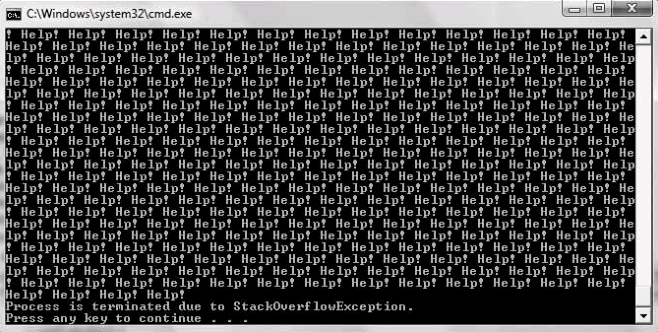 ! Help! Help! Help! Help! Help! Help! Help! Help! Help! Help! Help! Help! Help!
Help! Help! Help! Help! Help! Help! Help! Help! Help! Help! Help! Help! Help! He
lp! Help! Help! Help! Help! Help! Help! Help! Help! Help! Help! Help! Help! Help
! Help! Help! Help! Help! Help! Help! Help! Help! Help! Help! Help! Help! Help!
Help! Help! Help! Help! Help! Help! Help! Help! Help! Help! Help! Help! Help! He
lp! Help! Help! Help! Help! Help! Help! Help! Help! Help! Help! Help! Help! Help
! Help! Help! Help! Help! Help! Help! Help! Help! Help! Help! Help! Help! Help!
Help! Help! Help! Help! Help! Help! Help! Help! Help! Help! Help! Help! Help! He
lp! Help! Help! Help! Help! Help! Help! Help! Help! Help! Help! Help! Help! Help
! Help! Help! Help! Help! Help! Help! Help! Help! Help! Help! Help! Help! Help!
Help! Help! Help! Help! Help! Help! Help! Help! Help! Help! Help! Help! Help! He
lp! Help! Help! Help! Help! Help! Help! Help! Help! Help! Help! Help! Help! Help
! Help! Help! Help! Help! Help! Help! Help! Help! Help! Help! Help! Help! Help!
Help! Help! Help! Help! Help! Help! Help! Help! Help! Help! Help! Help! Help! He
lp! Help! Help! Help! Help! Help! Help! Help! Help! Help! Help! Help! Help! Help
! Help! Help! Help! Help! Help! Help! Help! Help! Help! Help! Help! Help! Help!
Help! Help! Help! Help! Help! Help! Help! Help! Help! Help! Help! Help! Help! He
lp! Help! Help! Help! Help! Help! Help! Help! Help! Help! Help! Help! Help! Help
! Help! Help! Help! Help! Help! Help! Help! Help! Help! Help! Help! Help! Help!
Help! Help! Help! Help! Help! Help! Help! Help! Help! Help! Help! Help! Help! He
lp! Help! Help! Help! Help! Help! Help! Help! Help! Help! Help! Help! Help! Help
! Help! Help! Help! Help! Help! Help! Help! Help! Help! Help! Help! Help! Help!
Help! Help! Help! Help!
Process is terminated due to StackOverflowException.
Press any key to continue . . .